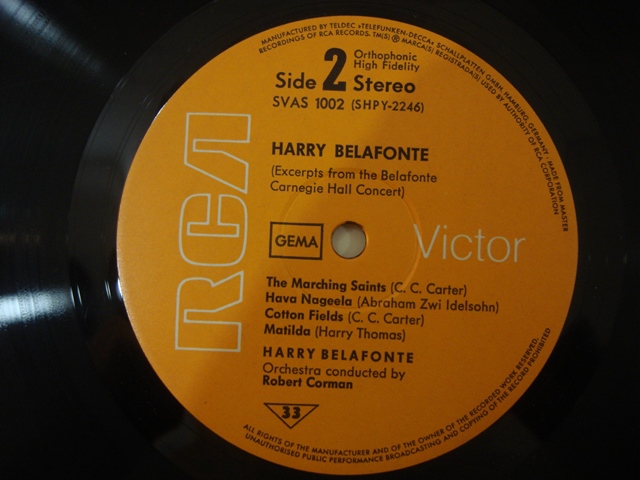 MANUFACTURED BY TELDEC »TELEFUNKEN-DECCA« SCHALLPLATTEN GMBH, HAMBURG, GERMANY · MADE FROM MASTER
RECORDINGS OF RCA RECORDS. TM(S) ® MARCA(S) REGISTRADA(S) USED BY AUTHORITY OF RCA CORPORATION
Orthophonic
High Fidelity
Side 2 Stereo
SVAS 1002 (SHPY-2246)
RCA
HARRY BELAFONTE
(Excerpts from the Belafonte
Carnegie Hall Concert)
GEMA
Victor
The Marching Saints (C. C. Carter)
Hava Nageela (Abraham Zwi Idelsohn)
Cotton Fields (C. C. Carter)
Matilda (Harry Thomas)
HARRY BELAFONTE
Orchestra conducted by
Robert Corman
33
ALL RIGHTS OF THE MANUFACTURER AND OF THE OWNER OF THE RECORDED WORK RESERVED.
UNAUTHORISED PUBLIC PERFORMANCE BROADCASTING AND COPYING OF THE RECORD PROHIBITED